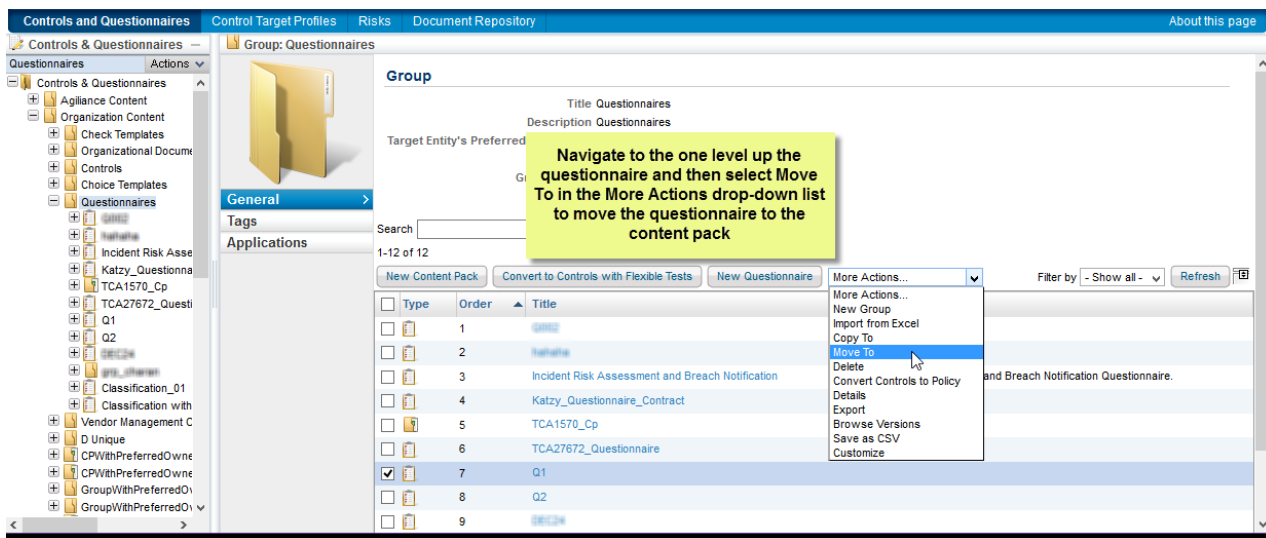 Controls and Questionnaires Control Target Profiles Risks Document Repository About this page
Controls & Questionnaires
Questionnaires Actions
Controls & Questionnaires
Agiliance Content
Organization Content
Check Templates
Organizational Docume
Controls
Choice Templates
Questionnaires
Incident Risk Asse
Katzy_Questionna
TCA1570_Cp
TCA27672_Questi
Q1
Q2
Classification_01
Classification with
Vendor Management C
D Unique
CPWithPreferredOwne
CPWithPreferredOwne
GroupWithPreferredO
GroupWithPreferredO
Group: Questionnaires
General
Tags
Applications
Group
Title Questionnaires
Description Questionnaires
Target Entity's Preferred
Navigate to the one level up the
questionnaire and then select Move
To in the More Actions drop-down list
to move the questionnaire to the
content pack
Search
1-12 of 12
New Content Pack Convert to Controls with Flexible Tests New Questionnaire More Actions... Filter by - Show all - Refresh
More Actions...
New Group
Import from Excel
Copy To
Move To
Delete
Convert Controls to Policy
Details
Export
Browse Versions
Save as CSV
Customize
Type Order Title
1
2
3 Incident Risk Assessment and Breach Notification and Breach Notification Questionnaire.
4 Katzy_Questionnaire_Contract
5 TCA1570_Cp
6 TCA27672_Questionnaire
7 Q1
8 Q2
9